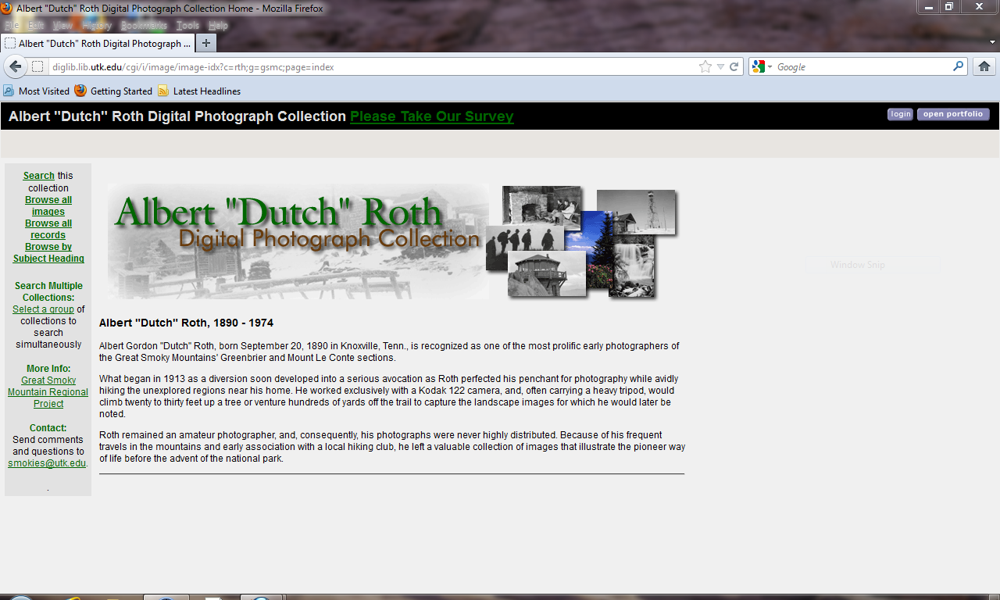 Albert "Dutch" Roth Digital Photograph Collection Home - Mozilla Firefox
File Edit View History Bookmarks Tools Help
Albert "Dutch" Roth Digital Photograph ...
diglib.lib.utk.edu/cgi/i/image/image-idx?c=rth;g=gsmc;page=index
Google
Most Visited Getting Started Latest Headlines
Albert "Dutch" Roth Digital Photograph Collection Please Take Our Survey
login open portfolio
Search this
collection
Browse all
images
Browse all
records
Browse by
Subject Heading
Search Multiple
Collections:
Select a group of
collections to
search
simultaneously
More Info:
Great Smoky
Mountain Regional
Project
Contact:
Send comments
and questions to
smokies@utk.edu.
.
Albert "Dutch" Roth
Digital Photograph Collection
Window Snip
Albert "Dutch" Roth, 1890 - 1974
Albert Gordon "Dutch" Roth, born September 20, 1890 in Knoxville, Tenn., is recognized as one of the most prolific early photographers of
the Great Smoky Mountains' Greenbrier and Mount Le Conte sections.
What began in 1913 as a diversion soon developed into a serious avocation as Roth perfected his penchant for photography while avidly
hiking the unexplored regions near his home. He worked exclusively with a Kodak 122 camera, and, often carrying a heavy tripod, would
climb twenty to thirty feet up a tree or venture hundreds of yards off the trail to capture the landscape images for which he would later be
noted.
Roth remained an amateur photographer, and, consequently, his photographs were never highly distributed. Because of his frequent
travels in the mountains and early association with a local hiking club, he left a valuable collection of images that illustrate the pioneer way
of life before the advent of the national park.